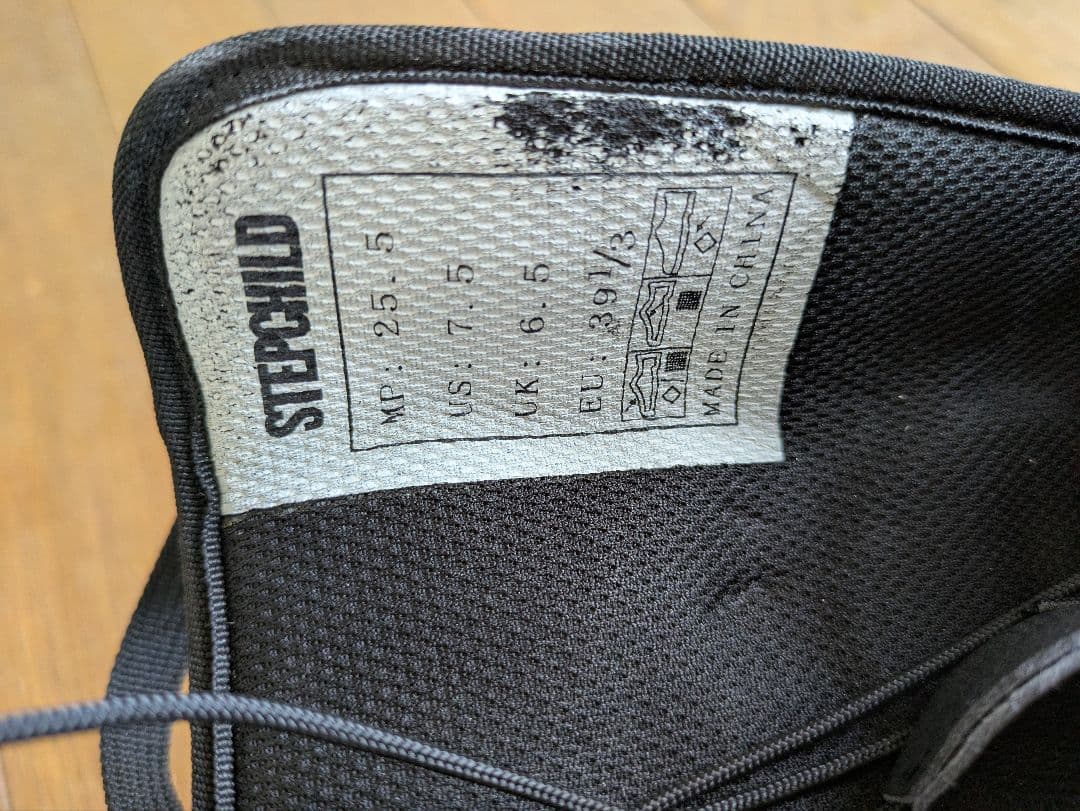 STEPCHILD
MP: 25.5
US: 7.5
UK: 6.5
EU: 39 1/3
MADE IN CHINA